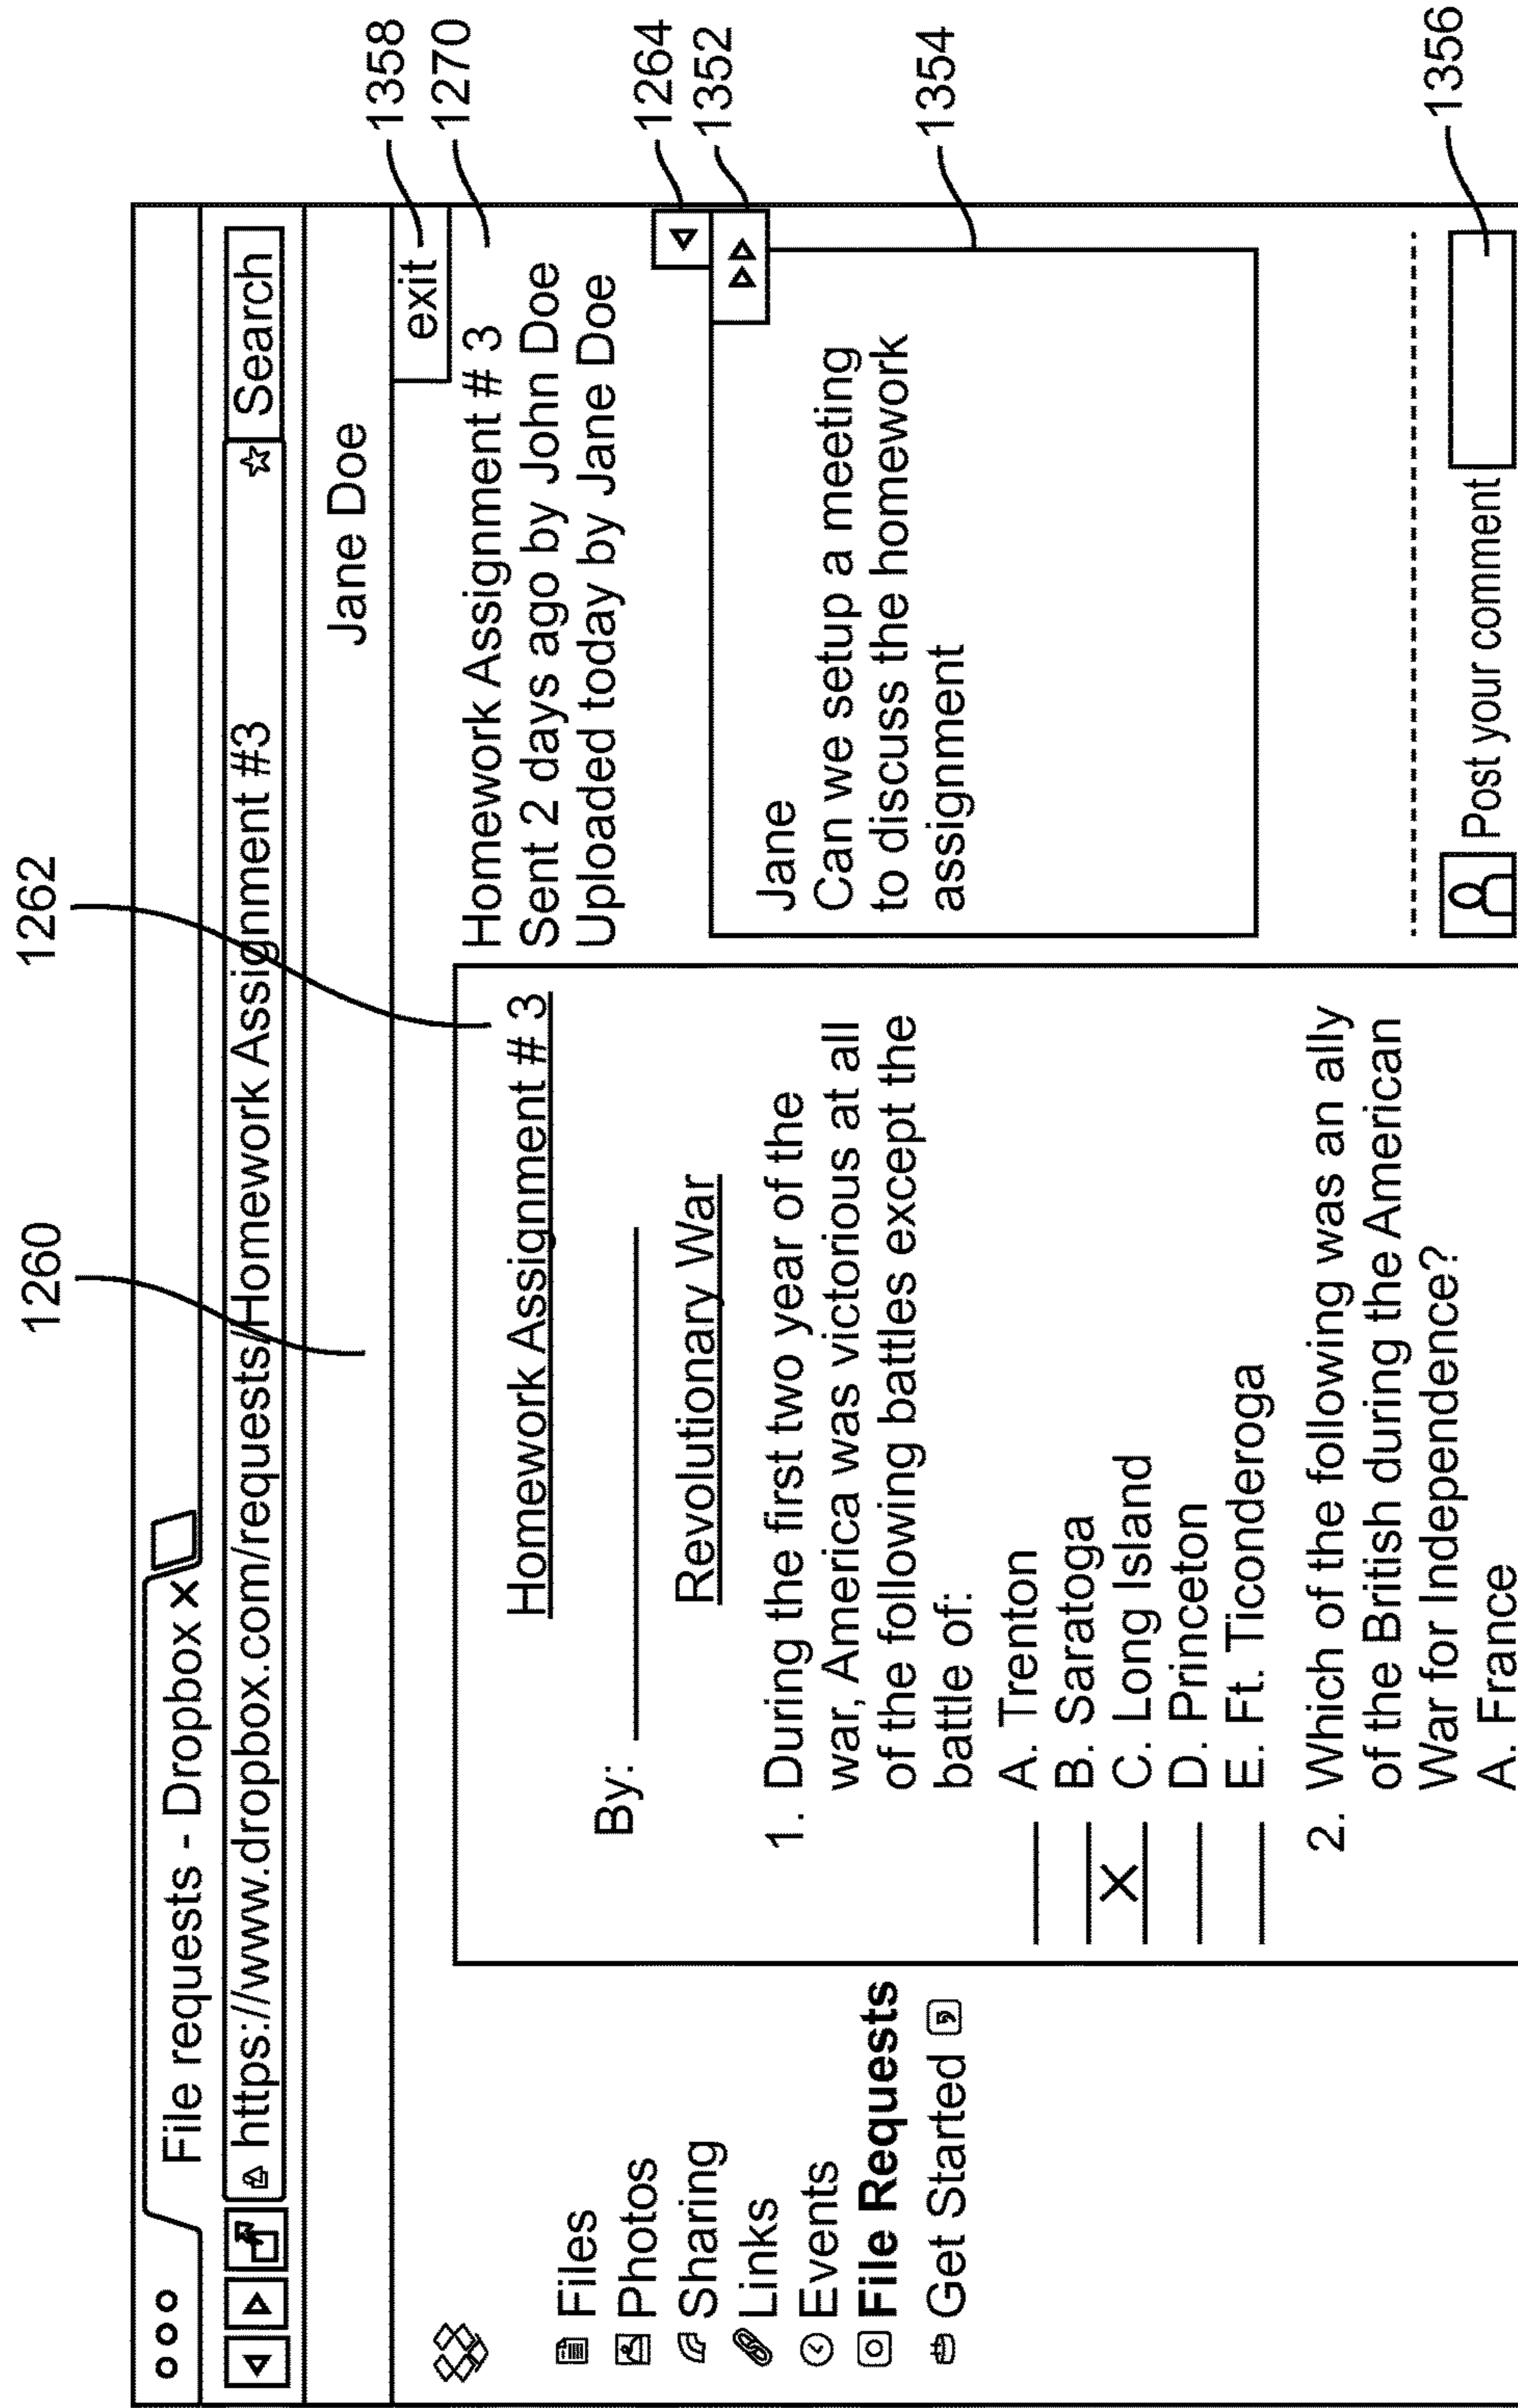 1260
1262
File requests - Dropbox X
https://www.dropbox.com/requests/Homework Assignment #3
Search
Jane Doe
exit
1358
1270
Files
Photos
Sharing
Links
Events
File Requests
Get Started
Homework Assignment # 3
By:
Revolutionary War
1. During the first two year of the
war, America was victorious at all
of the following battles except the
battle of:
A. Trenton
B. Saratoga
X C. Long Island
D. Princeton
E. Ft. Ticonderoga
2. Which of the following was an ally
of the British during the American
War for Independence?
A. France
Homework Assignment # 3
Sent 2 days ago by John Doe
Uploaded today by Jane Doe
1264
1352
Jane
Can we setup a meeting
to discuss the homework
assignment
1354
Post your comment
1356